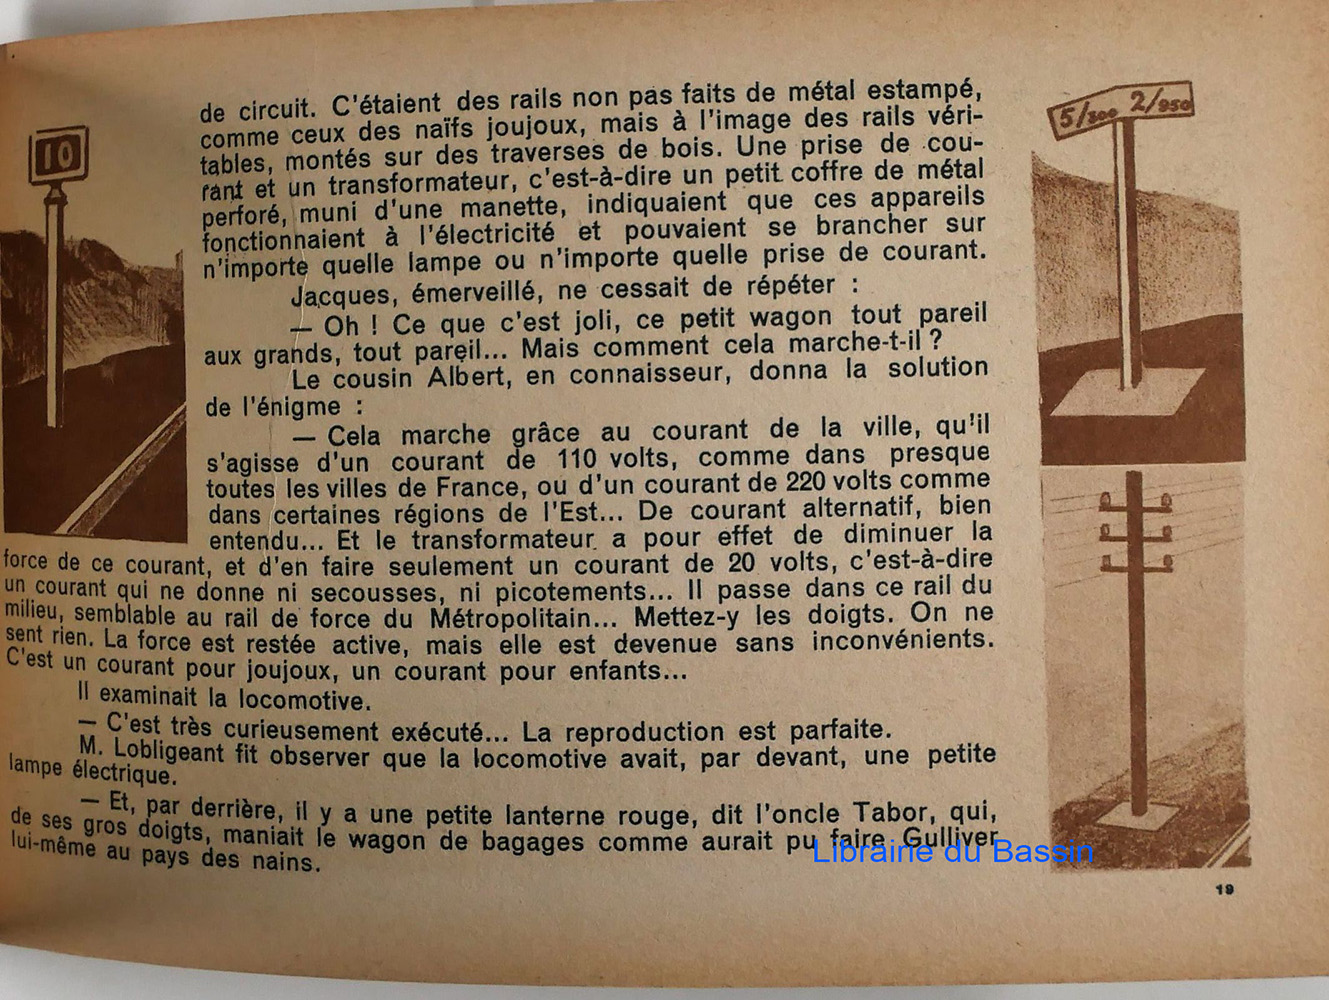 de circuit. C'étaient des rails non pas faits de métal estampé,
comme ceux des naïfs joujoux, mais à l'image des rails véri-
tables, montés sur des traverses de bois. Une prise de cou-
rant et un transformateur, c'est-à-dire un petit coffre de métal
perforé, muni d'une manette, indiquaient que ces appareils
fonctionnaient à l'électricité et pouvaient se brancher sur
n'importe quelle lampe ou n'importe quelle prise de courant.
Jacques, émerveillé, ne cessait de répéter :
— Oh ! Ce que c'est joli, ce petit wagon tout pareil
aux grands, tout pareil... Mais comment cela marche-t-il ?
Le cousin Albert, en connaisseur, donna la solution
de l'énigme :
— Cela marche grâce au courant de la ville, qu'il
s'agisse d'un courant de 110 volts, comme dans presque
toutes les villes de France, ou d'un courant de 220 volts comme
dans certaines régions de l'Est... De courant alternatif, bien
entendu... Et le transformateur a pour effet de diminuer la
force de ce courant, et d'en faire seulement un courant de 20 volts, c'est-à-dire
un courant qui ne donne ni secousses, ni picotements... Il passe dans ce rail du
milieu, semblable au rail de force du Métropolitain... Mettez-y les doigts. On ne
sent rien. La force est restée active, mais elle est devenue sans inconvénients.
C'est un courant pour joujoux, un courant pour enfants...
Il examinait la locomotive.
— C'est très curieusement exécuté... La reproduction est parfaite.
M. Lobligeant fit observer que la locomotive avait, par devant, une petite
lampe électrique.
— Et, par derrière, il y a une petite lanterne rouge, dit l'oncle Tabor, qui,
de ses gros doigts, maniait le wagon de bagages comme aurait pu faire Gulliver
lui-même au pays des nains.
10
5/300 2/950
Librairie du Bassin
19